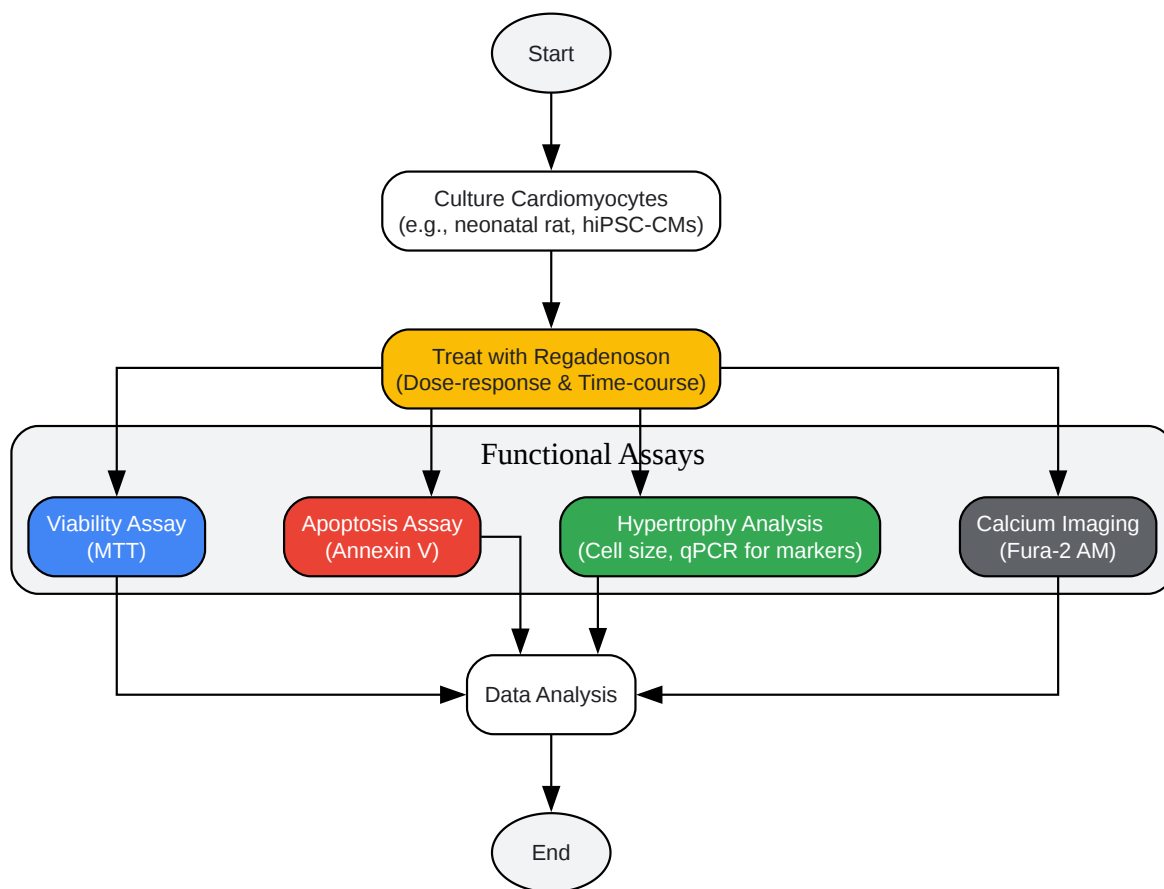 Start
Culture Cardiomyocytes
(e.g., neonatal rat, hiPSC-CMs)
Treat with Regadenoson
(Dose-response & Time-course)
Functional Assays
Viability Assay
(MTT)
Apoptosis Assay
(Annexin V)
Hypertrophy Analysis
(Cell size, qPCR for markers)
Calcium Imaging
(Fura-2 AM)
Data Analysis
End